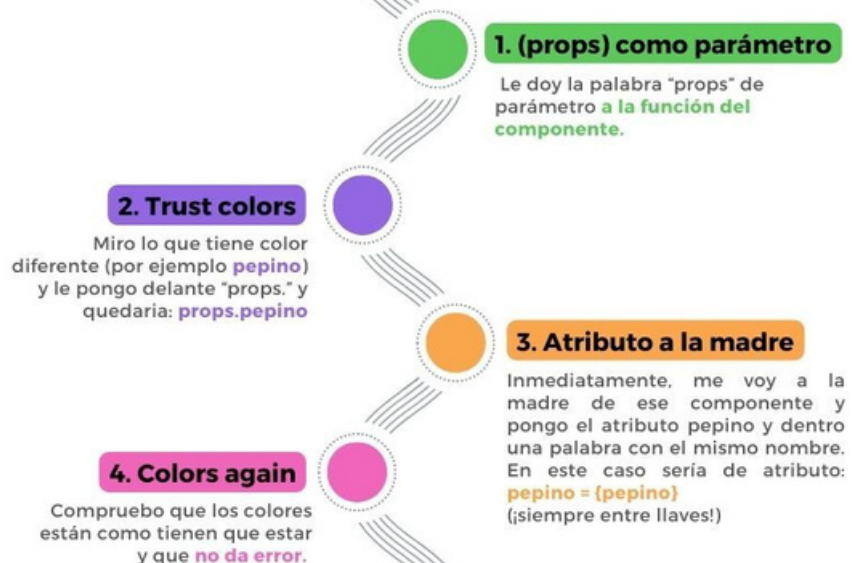 1. (props) como parámetro
Le doy la palabra "props" de
parámetro a la función del
componente.
2. Trust colors
Miro lo que tiene color
diferente (por ejemplo pepino)
y le pongo delante "props." y
quedaria: props.pepino
3. Atributo a la madre
Inmediatamente, me voy a la
madre de ese componente y
pongo el atributo pepino y dentro
una palabra con el mismo nombre.
En este caso sería de atributo:
pepino = {pepino}
(¡siempre entre llaves!)
4. Colors again
Compruebo que los colores
están como tienen que estar
y que no da error.